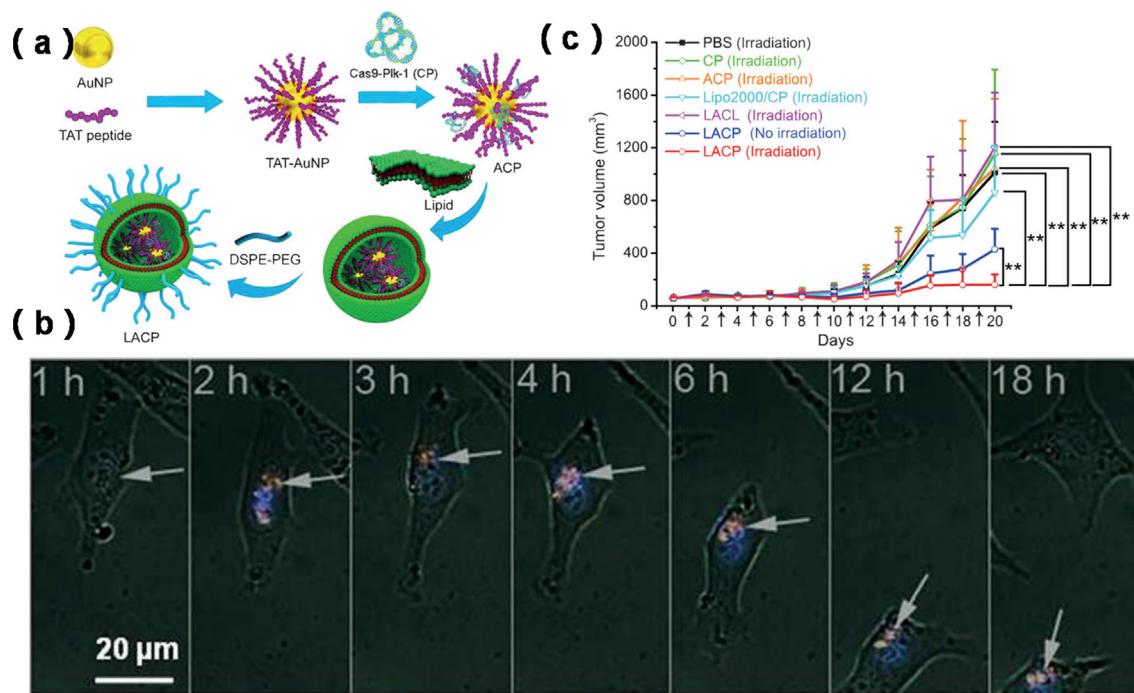 (a)
AuNP
TAT peptide
TAT-AuNP
Cas9-Plk-1 (CP)
ACP
Lipid
DSPE-PEG
LACP
(c)
Tumor volume (mm³)
2000
1600
1200
800
400
0
PBS (Irradiation)
CP (Irradiation)
ACP (Irradiation)
Lipo2000/CP (Irradiation)
LACL (Irradiation)
LACP (No irradiation)
LACP (Irradiation)
**
**
**
**
**
**
0 2 4 6 8 10 12 14 16 18 20
Days
(b)
1 h
2 h
3 h
4 h
6 h
12 h
18 h
20 μm